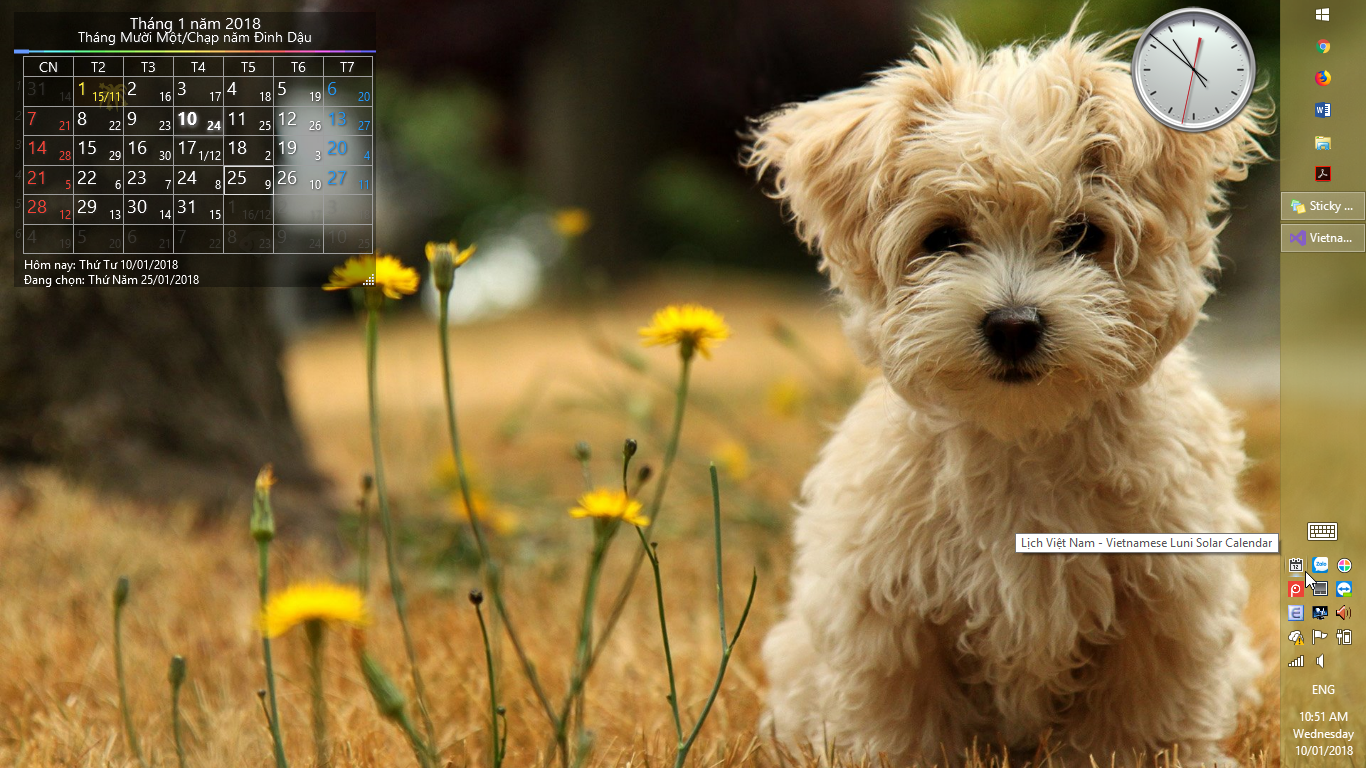 Tháng 1 năm 2018
Tháng Mười Một/Chạp năm Đinh Dậu
CN T2 T3 T4 T5 T6 T7
31 14 1 15/11 2 16 3 17 4 18 5 19 6 20
7 21 8 22 9 23 10 24 11 25 12 26 13 27
14 28 15 29 16 30 17 1/12 18 2 19 3 20 4
21 5 22 6 23 7 24 8 25 9 26 10 27 11
28 12 29 13 30 14 31 15 1 16/12 2 17 3
4 19 5 20 6 21 7 22 8 23 9 24 10 25
Hôm nay: Thứ Tư 10/01/2018
Đang chọn: Thứ Năm 25/01/2018
Sticky ...
Vietna...
Lịch Việt Nam - Vietnamese Luni Solar Calendar
12
Zalo
ENG
10:51 AM
Wednesday
10/01/2018